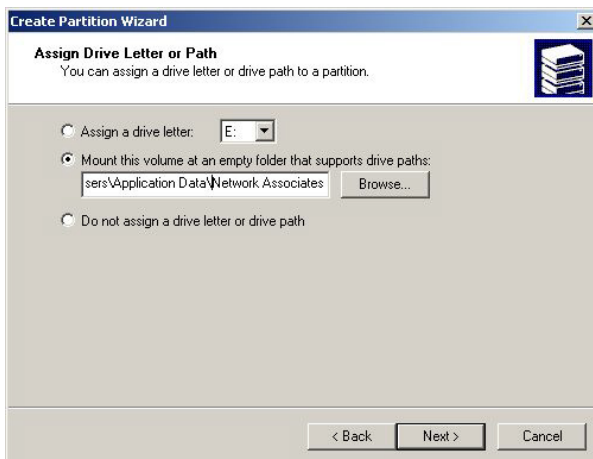 Create Partition Wizard
Assign Drive Letter or Path
You can assign a drive letter or drive path to a partition.
Assign a drive letter: E:
Mount this volume at an empty folder that supports drive paths:
sers\Application Data\Network Associates Browse...
Do not assign a drive letter or drive path
< Back Next > Cancel